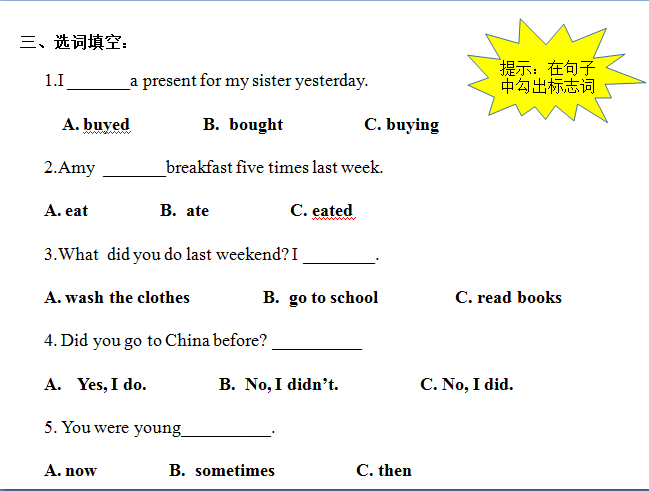 三、选词填空：
提示：在句子
中勾出标志词
1.I _______a present for my sister yesterday.
A. buyed B. bought C. buying
2.Amy _______breakfast five times last week.
A. eat B. ate C. eated
3.What did you do last weekend? I ________.
A. wash the clothes B. go to school C. read books
4. Did you go to China before? __________
A. Yes, I do. B. No, I didn’t. C. No, I did.
5. You were young__________.
A. now B. sometimes C. then